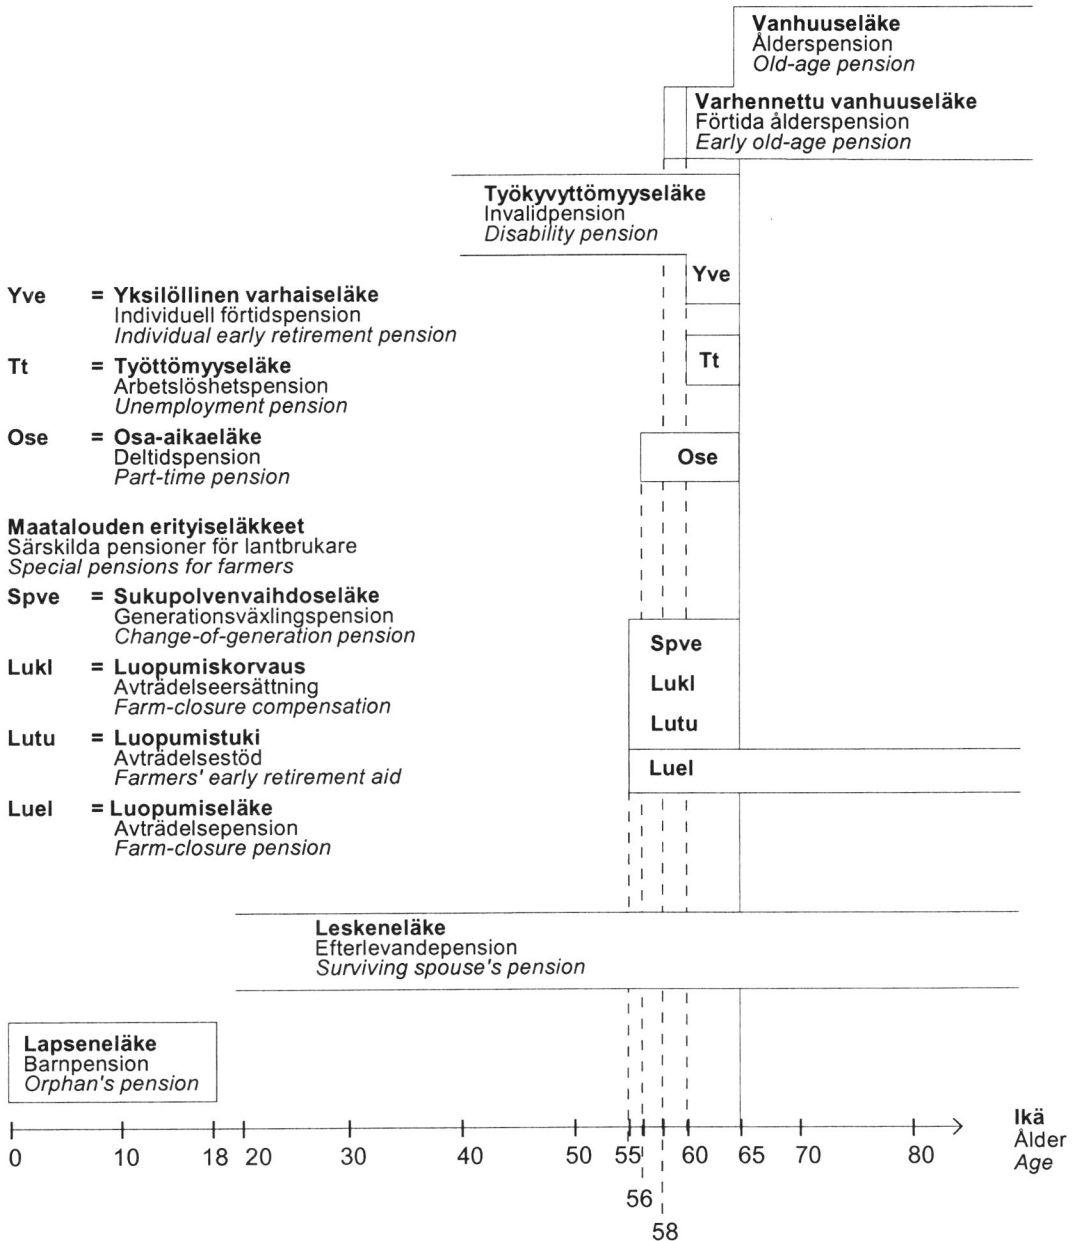 Vanhuuseläke
Ålderspension
Old-age pension
Varhennettu vanhuuseläke
Förtida ålderspension
Early old-age pension
Työkyvyttömyyseläke
Invalidpension
Disability pension
Yve
Yve = Yksilöllinen varhaiseläke
Individuell förtidspension
Individual early retirement pension
Tt
Tt = Työttömyyseläke
Arbetslöshetspension
Unemployment pension
Ose = Osa-aikaeläke
Deltidspension
Part-time pension
Ose
Maatalouden erityiseläkkeet
Särskilda pensioner för lantbrukare
Special pensions for farmers
Spve = Sukupolvenvaihdoseläke
Generationsväxlingspension
Change-of-generation pension
Spve
Lukl = Luopumiskorvaus
Avträdelseersättning
Farm-closure compensation
Lukl
Lutu = Luopumistuki
Avträdelsestöd
Farmers' early retirement aid
Lutu
Luel
Luel = Luopumiseläke
Avträdelsepension
Farm-closure pension
Leskeneläke
Efterlevandepension
Surviving spouse's pension
Lapseneläke
Barnpension
Orphan's pension
Ikä
Ålder
Age
0 10 18 20 30 40 50 55 60 65 70 80
56
58